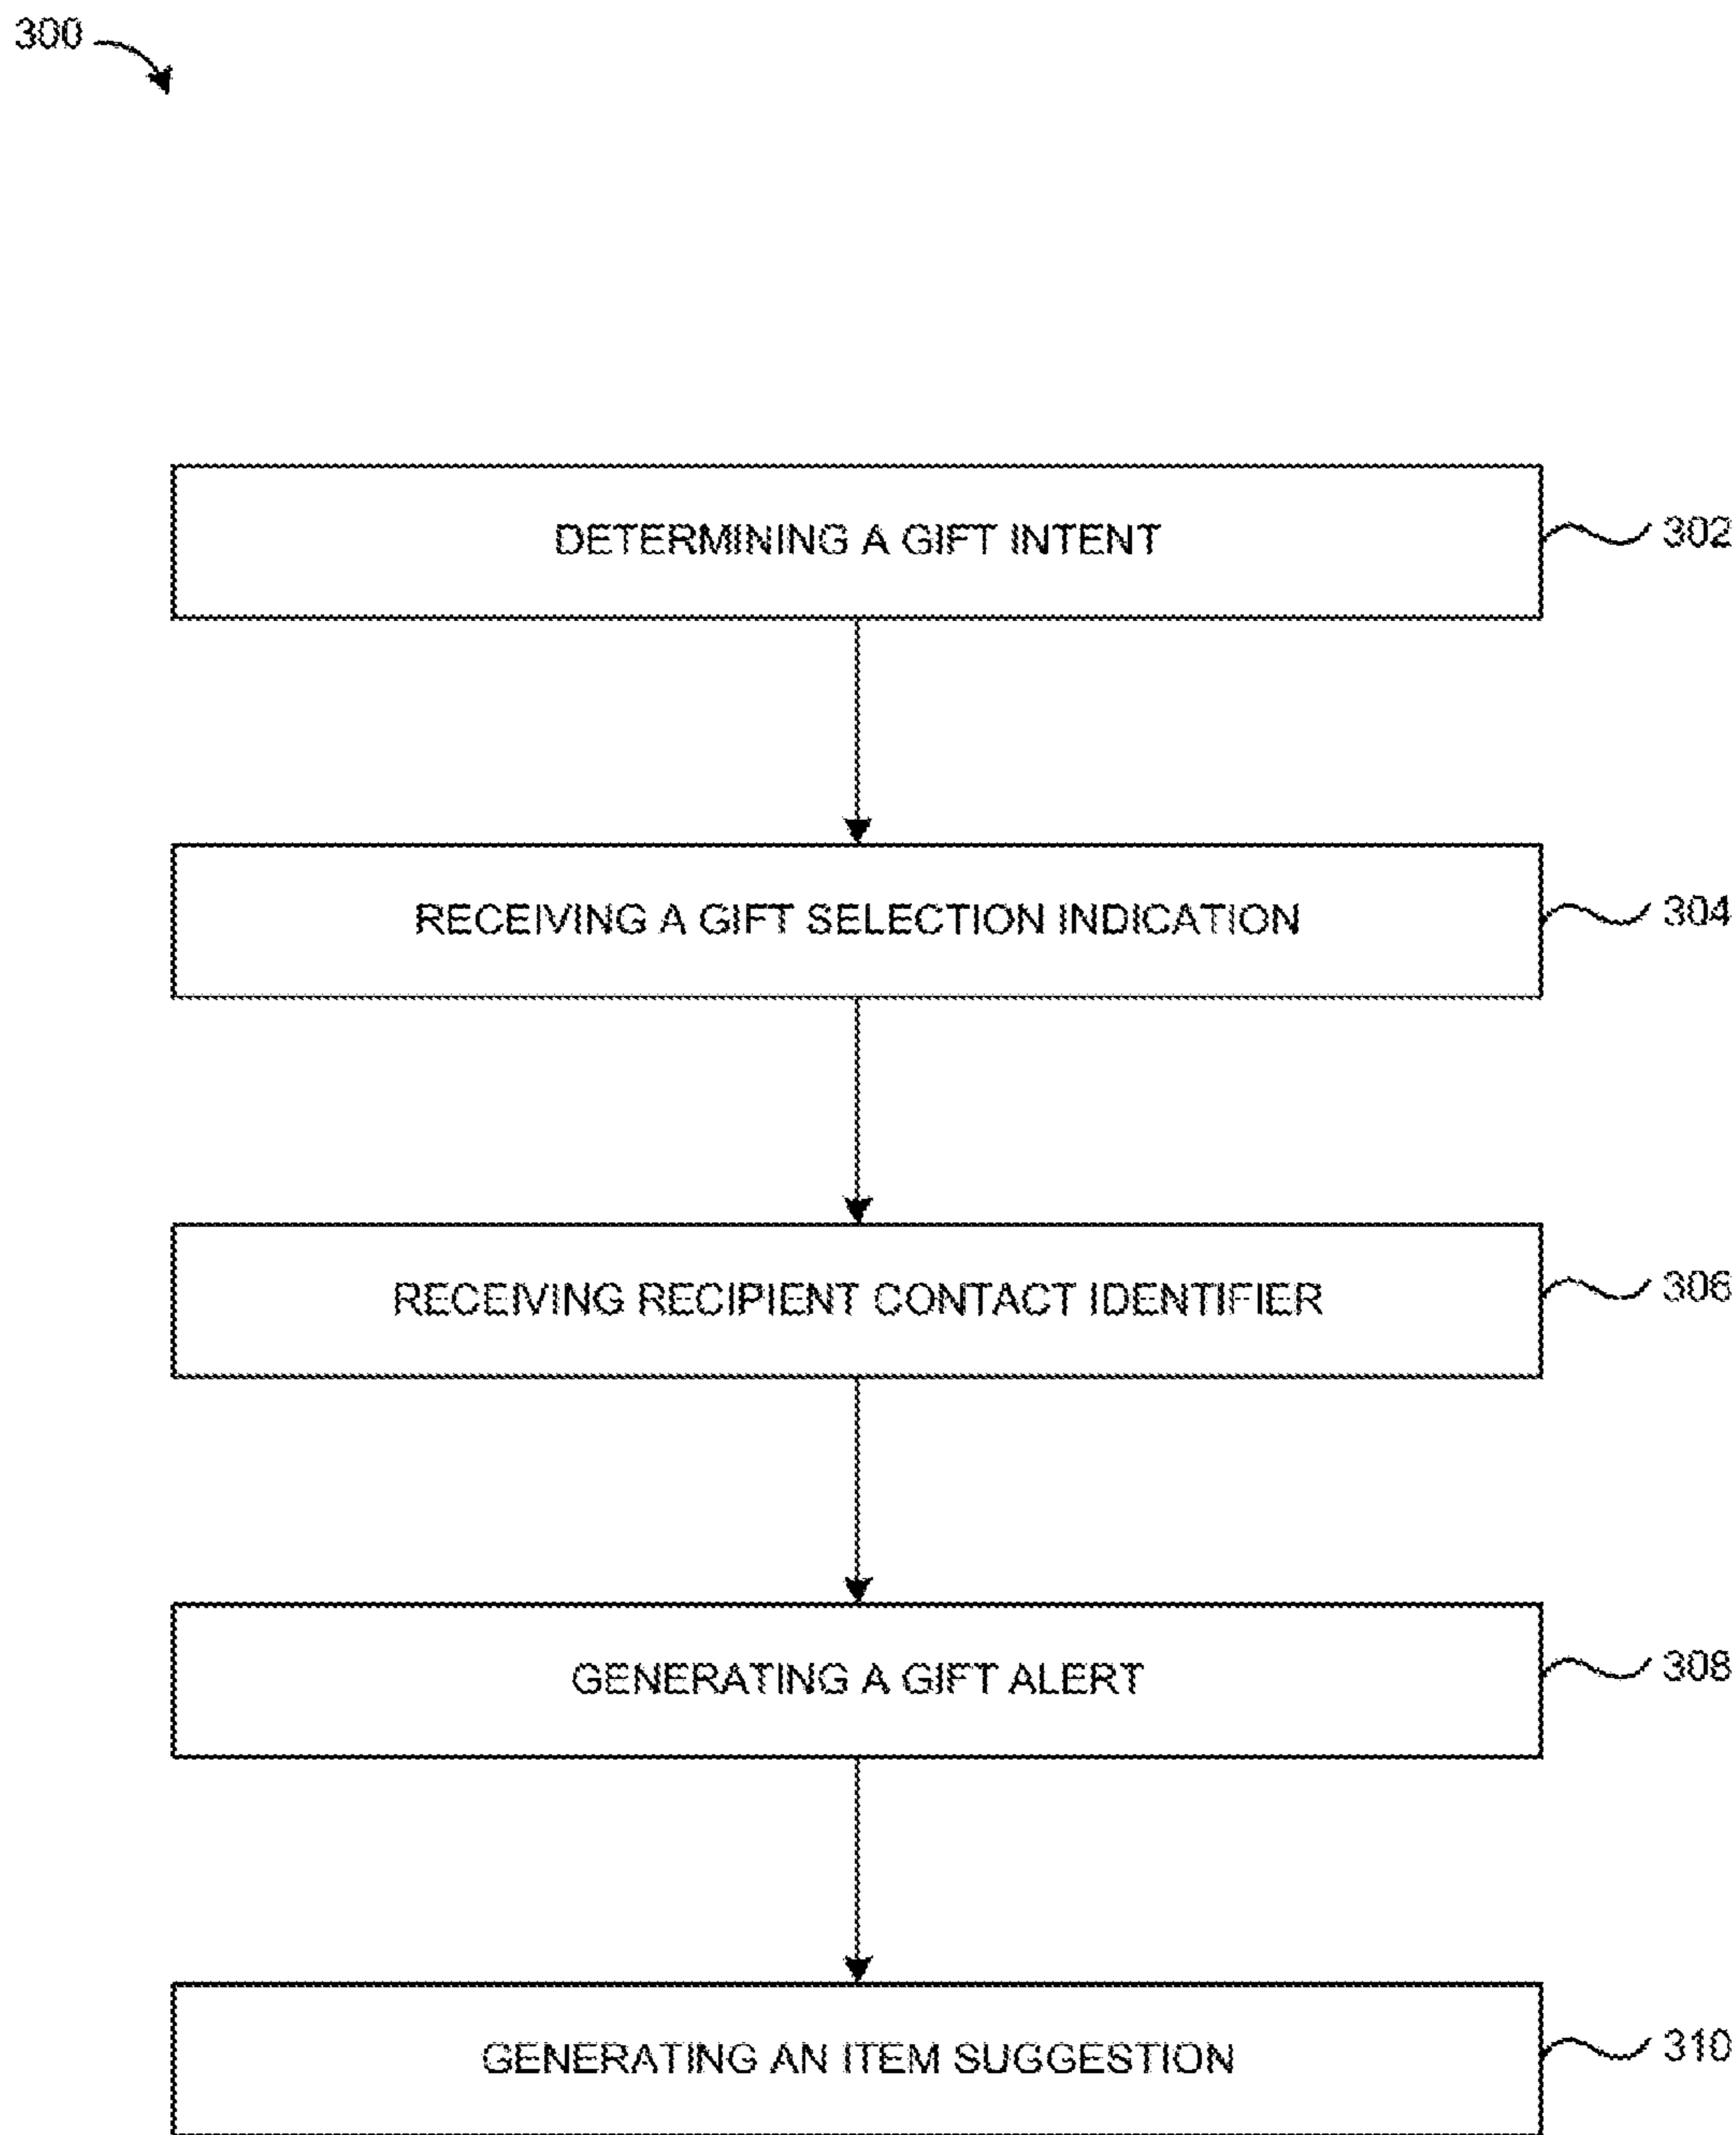 300
DETERMINING A GIFT INTENT
302
RECEIVING A GIFT SELECTION INDICATION
304
RECEIVING RECIPIENT CONTACT IDENTIFIER
306
GENERATING A GIFT ALERT
308
GENERATING AN ITEM SUGGESTION
310